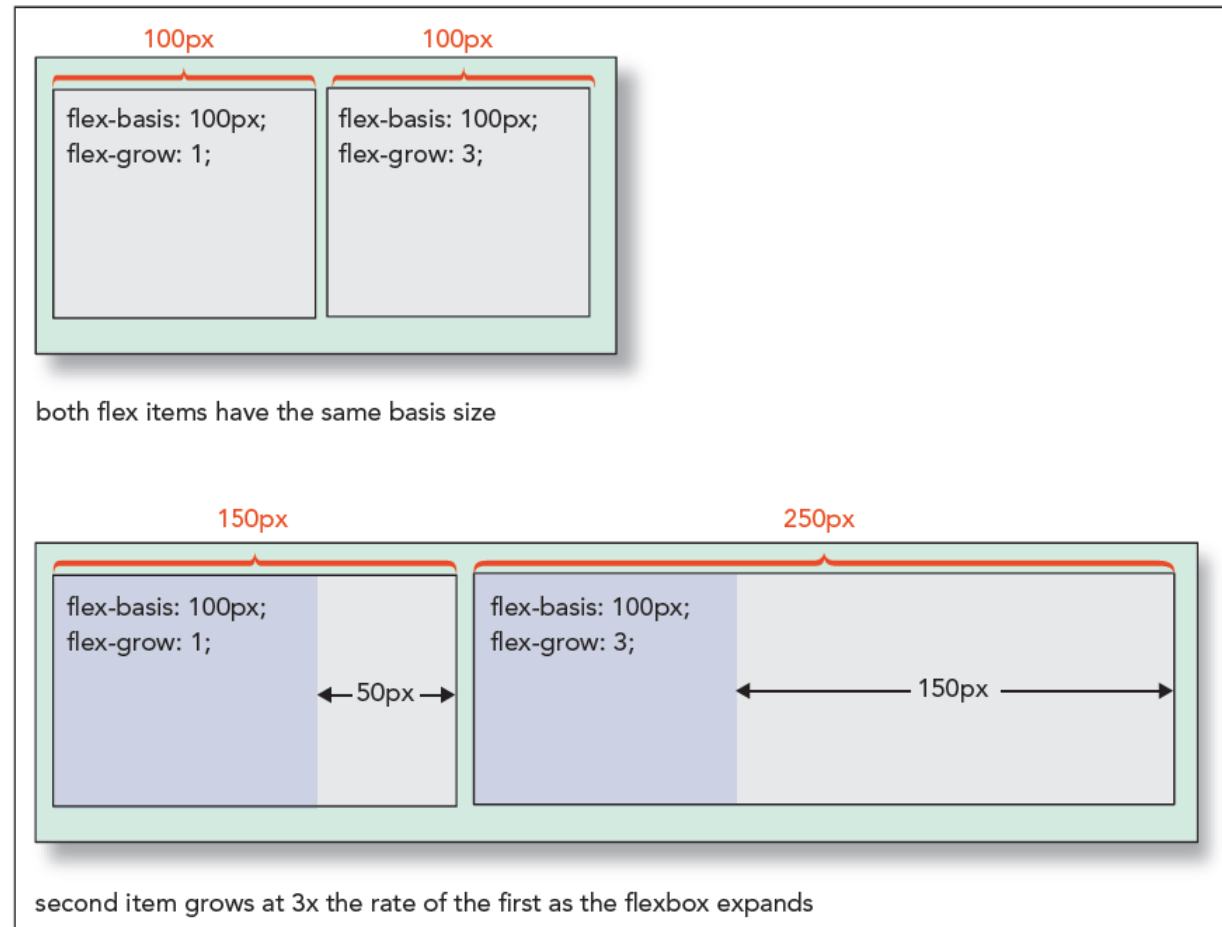 100px 100px
flex-basis: 100px;
flex-grow: 1;
flex-basis: 100px;
flex-grow: 3;
both flex items have the same basis size
150px 250px
flex-basis: 100px;
flex-grow: 1;
50px
flex-basis: 100px;
flex-grow: 3;
150px
second item grows at 3x the rate of the first as the flexbox expands